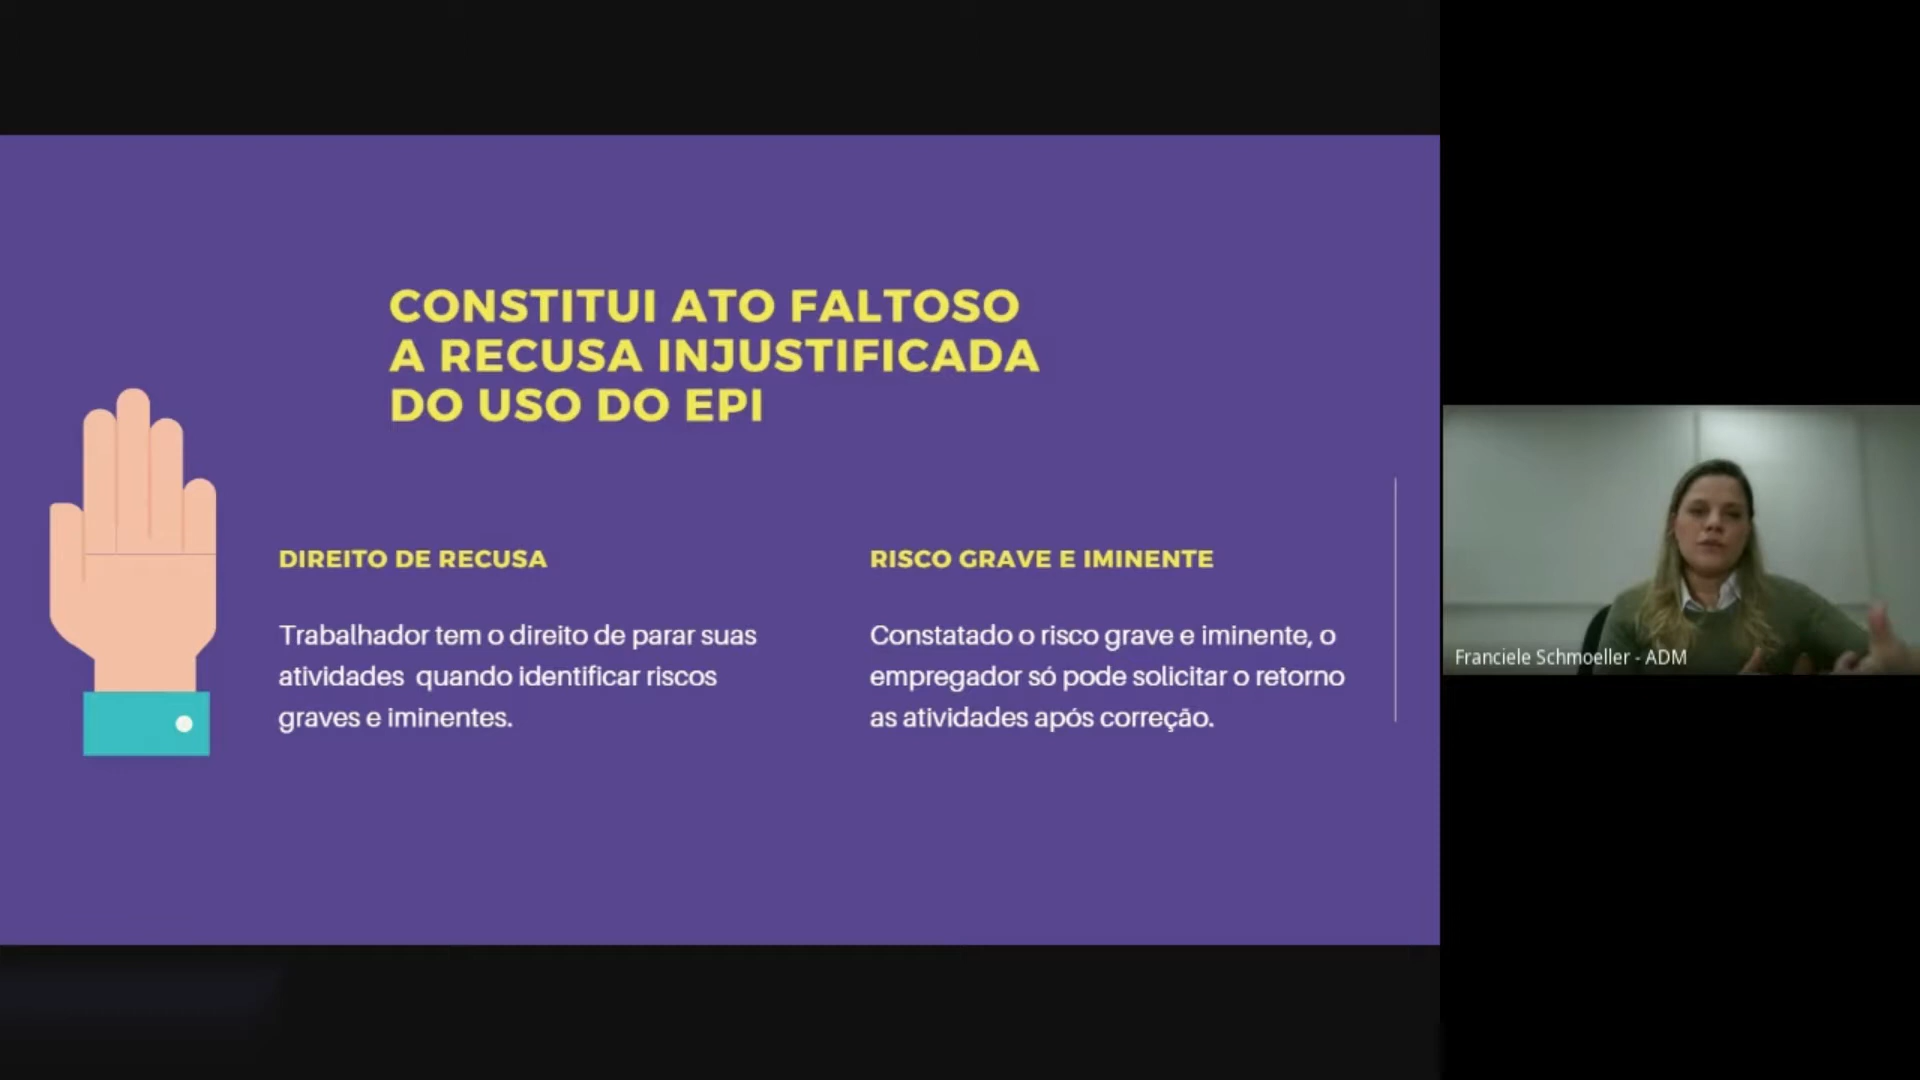 CONSTITUI ATO FALTOSO
A RECUSA INJUSTIFICADA
DO USO DO EPI
DIREITO DE RECUSA
Trabalhador tem o direito de parar suas
atividades quando identificar riscos
graves e iminentes.
RISCO GRAVE E IMINENTE
Constatado o risco grave e iminente, o
empregador só pode solicitar o retorno
as atividades após correção.
Franciele Schmoeller - ADM